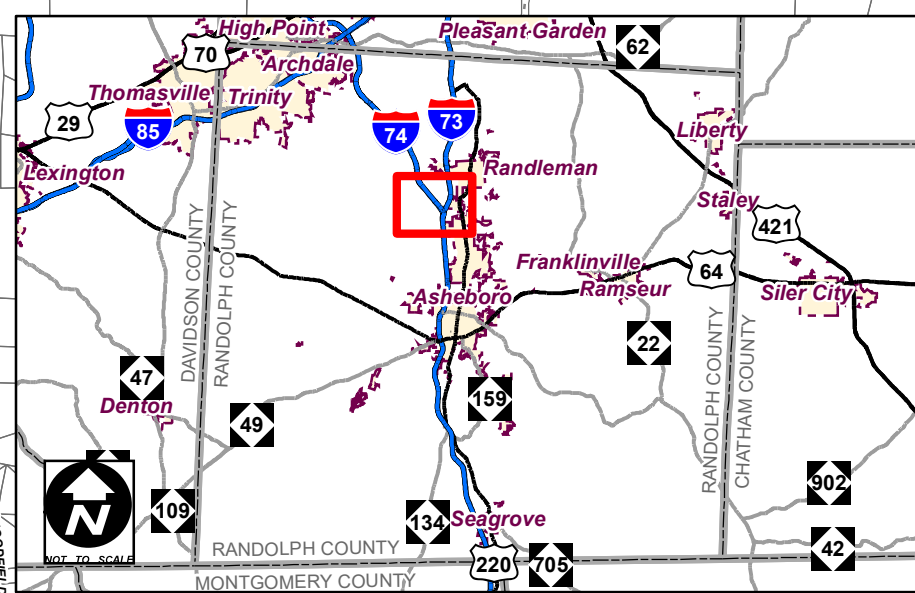 High Point
Pleasant Garden
70
62
Archdale
Thomasville
Trinity
29
85
74
73
Liberty
Lexington
Randleman
Staley
421
DAVIDSON COUNTY
RANDOLPH COUNTY
Franklinville
64
Ramseur
Siler City
Asheboro
22
RANDOLPH COUNTY
CHATHAM COUNTY
47
Denton
159
49
902
N
109
134
Seagrove
NOT TO SCALE
RANDOLPH COUNTY
220
705
42
MONTGOMERY COUNTY